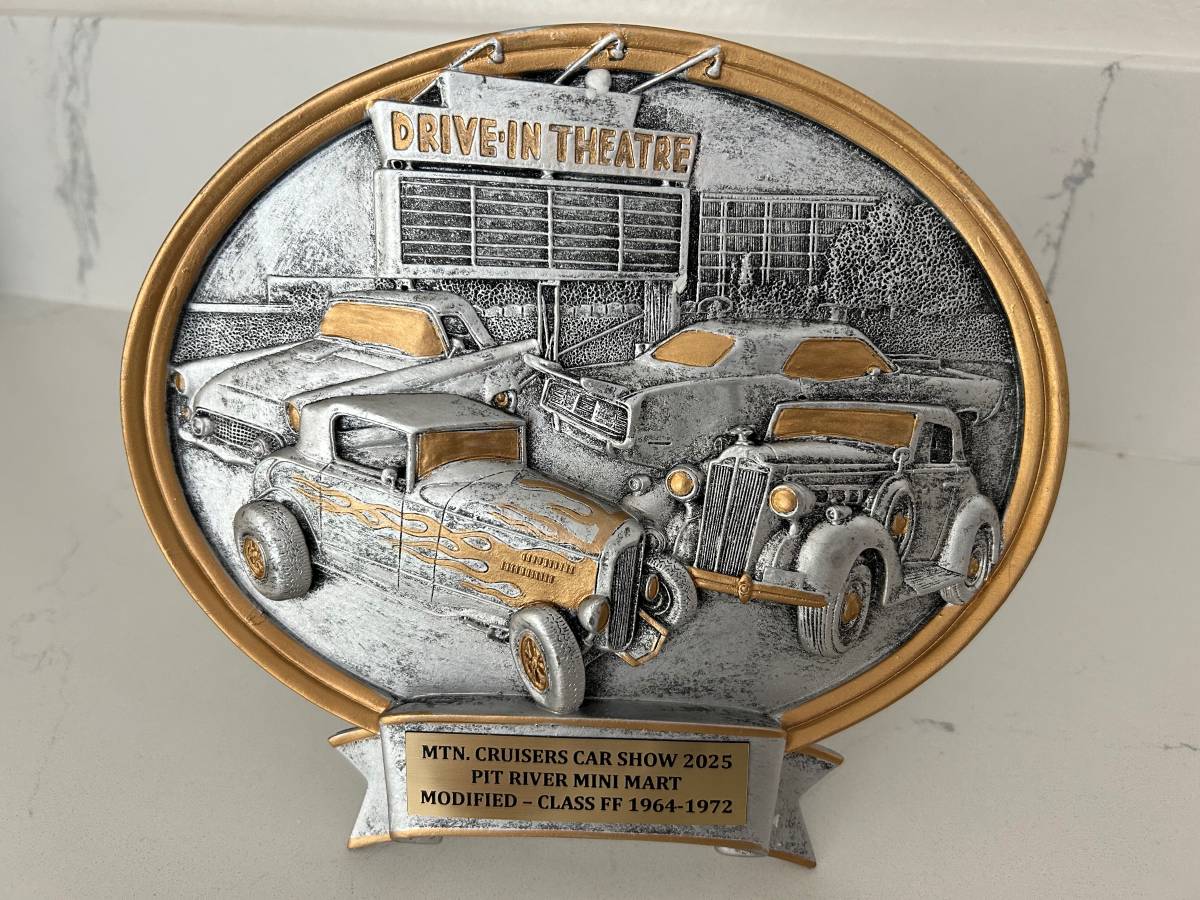 DRIVE-IN THEATRE
MTN. CRUISERS CAR SHOW 2025
PIT RIVER MINI MART
MODIFIED – CLASS FF 1964-1972